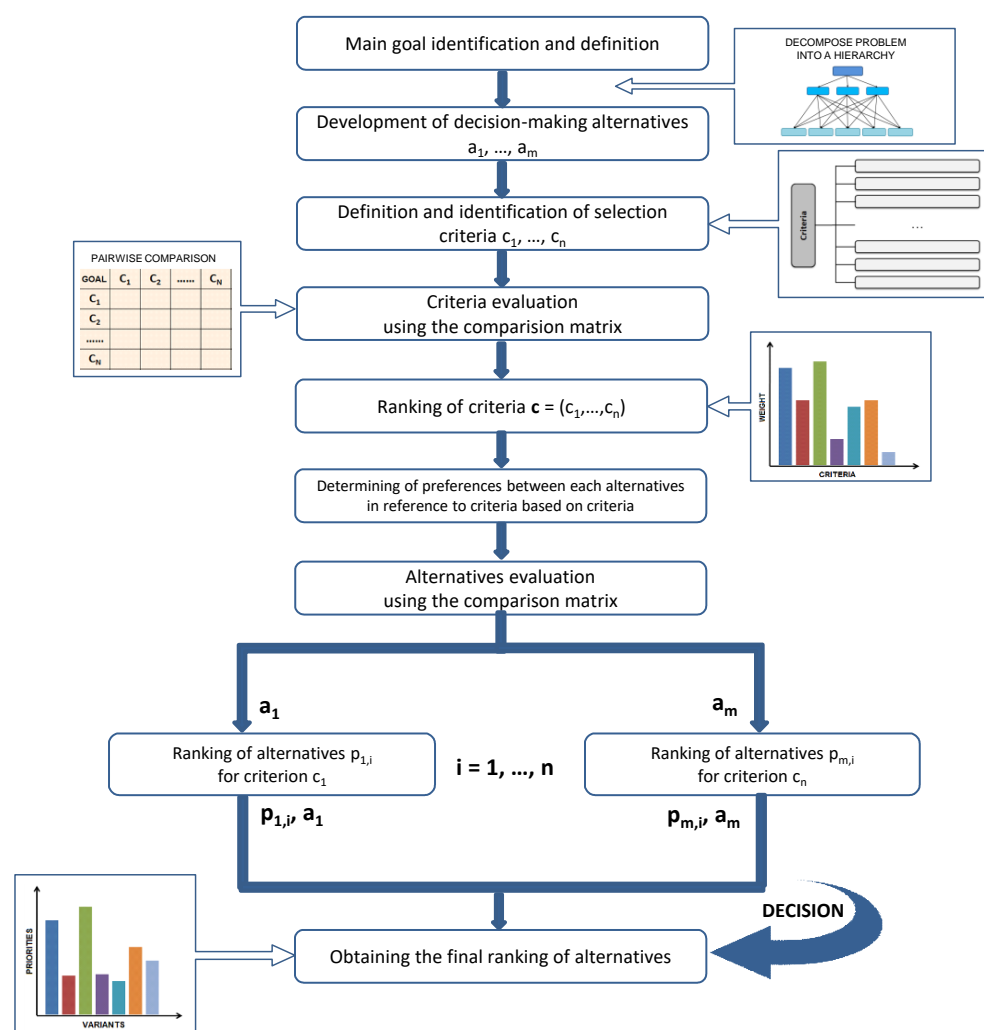 Main goal identification and definition
DECOMPOSE PROBLEM
INTO A HIERARCHY
Development of decision-making alternatives
a1, …, am
Definition and identification of selection
criteria c1, …, cn
Criteria
...
PAIRWISE COMPARISON
GOAL C1 C2 …… CN
C1
C2
……
CN
Criteria evaluation
using the comparision matrix
Ranking of criteria c = (c1,…,cn)
WEIGHT
CRITERIA
Determining of preferences between each alternatives
in reference to criteria based on criteria
Alternatives evaluation
using the comparison matrix
a1
am
Ranking of alternatives p1,i
for criterion c1
i = 1, …, n
Ranking of alternatives pm,i
for criterion cn
p1,i, a1
pm,i, am
DECISION
PRIORITIES
VARIANTS
Obtaining the final ranking of alternatives